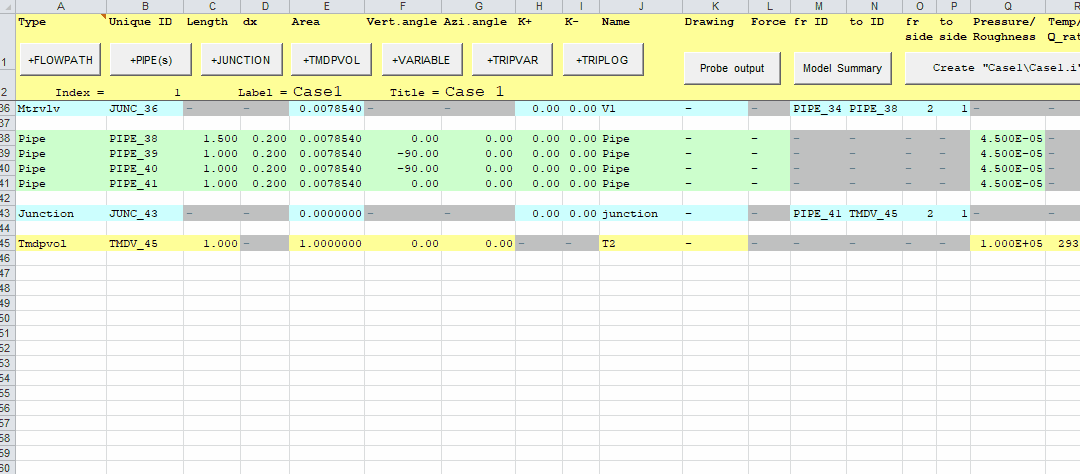 A B C D E F G H I J K L M N O P Q R
Type Unique ID Length dx Area Vert.angle Azi.angle K+ K- Name Drawing Force fr ID to ID fr to Pressure/ Temp/
side side Roughness Q_rat
1 +FLOWPATH +PIPE(s) +JUNCTION +TMDPVOL +VARIABLE +TRIPVAR +TRIPLOG Probe output Model Summary Create "Case1\Case1.i"
2 Index = 1 Label = Case1 Title = Case 1
36 Mtrvlv JUNC_36 - - 0.0078540 - - 0.00 0.00 V1 - - PIPE_34 PIPE_38 2 1 - -
37
38 Pipe PIPE_38 1.500 0.200 0.0078540 0.00 0.00 0.00 0.00 Pipe - - - - - - 4.500E-05 -
39 Pipe PIPE_39 1.000 0.200 0.0078540 -90.00 0.00 0.00 0.00 Pipe - - - - - - 4.500E-05 -
40 Pipe PIPE_40 1.000 0.200 0.0078540 -90.00 0.00 0.00 0.00 Pipe - - - - - - 4.500E-05 -
41 Pipe PIPE_41 1.000 0.200 0.0078540 0.00 0.00 0.00 0.00 Pipe - - - - - - 4.500E-05 -
42
43 Junction JUNC_43 - - 0.0000000 - - 0.00 0.00 junction - - PIPE_41 TMDV_45 2 1 - -
44
45 Tmdpvol TMDV_45 1.000 - 1.0000000 0.00 0.00 - - T2 - - - - - - 1.000E+05 293
46
47
48
49
50
51
52
53
54
55
56
57
58
59
60